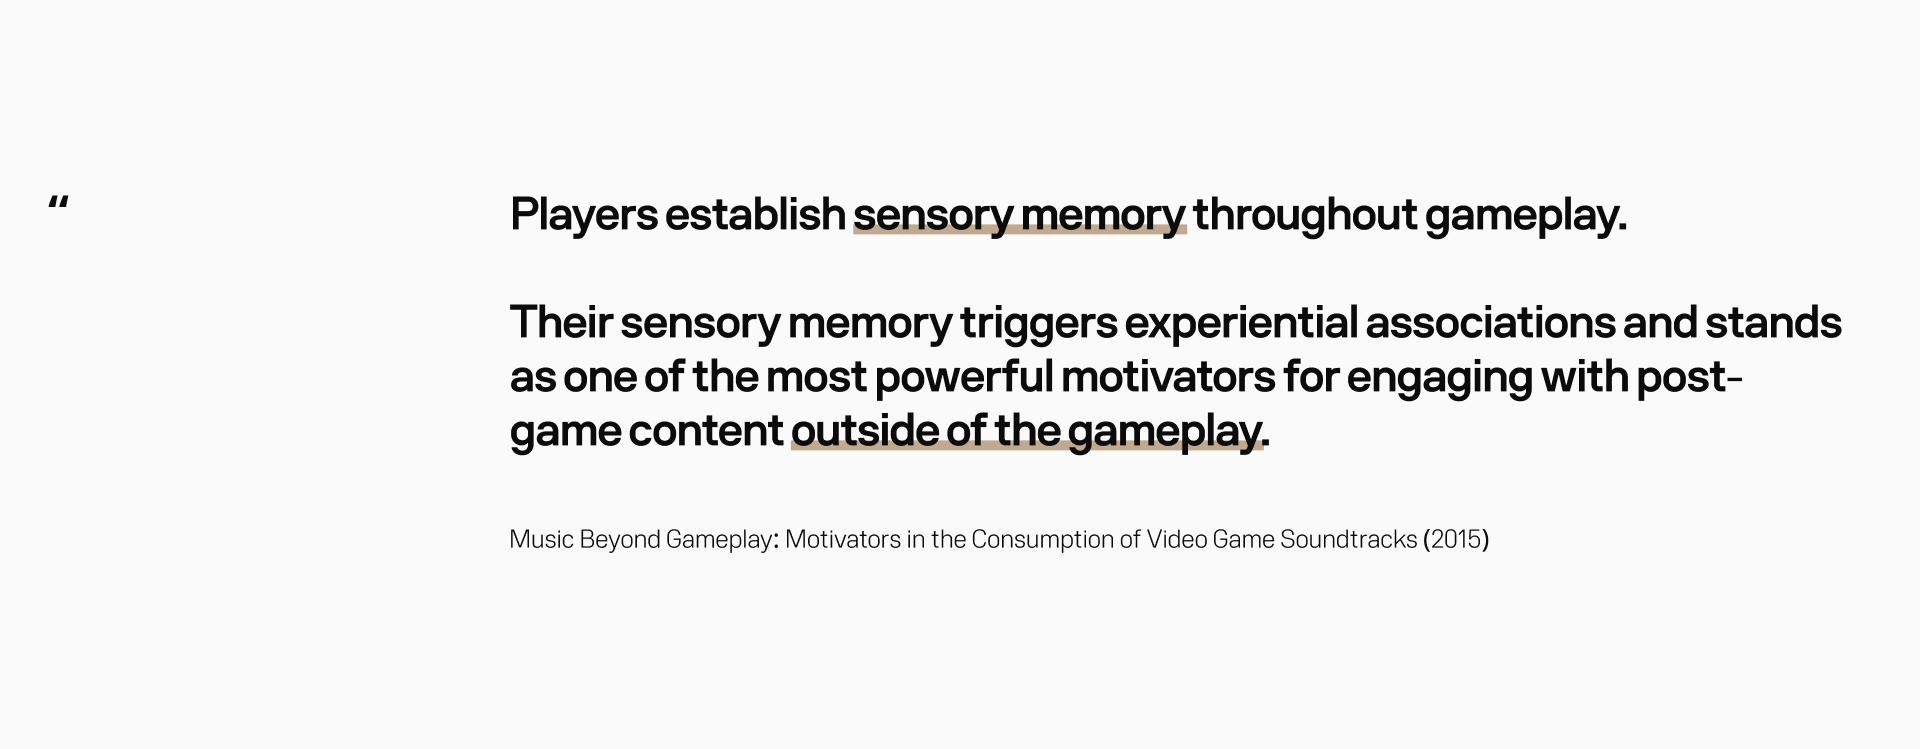 “
Players establish sensory memory throughout gameplay.
Their sensory memory triggers experiential associations and stands
as one of the most powerful motivators for engaging with post-
game content outside of the gameplay.
Music Beyond Gameplay: Motivators in the Consumption of Video Game Soundtracks (2015)